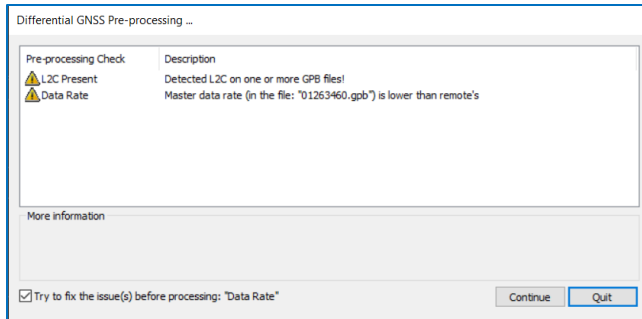 Differential GNSS Pre-processing ...
Pre-processing Check Description
L2C Present Detected L2C on one or more GPB files!
Data Rate Master data rate (in the file: "01263460.gpb") is lower than remote's
More information
Try to fix the issue(s) before processing: "Data Rate" Continue Quit